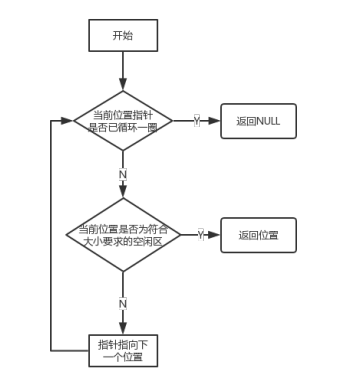 开始
当前位置指针
是否已循环一圈
Y
返回NULL
N
当前位置是否为符合
大小要求的空闲区
Y
返回位置
N
指针指向下
一个位置